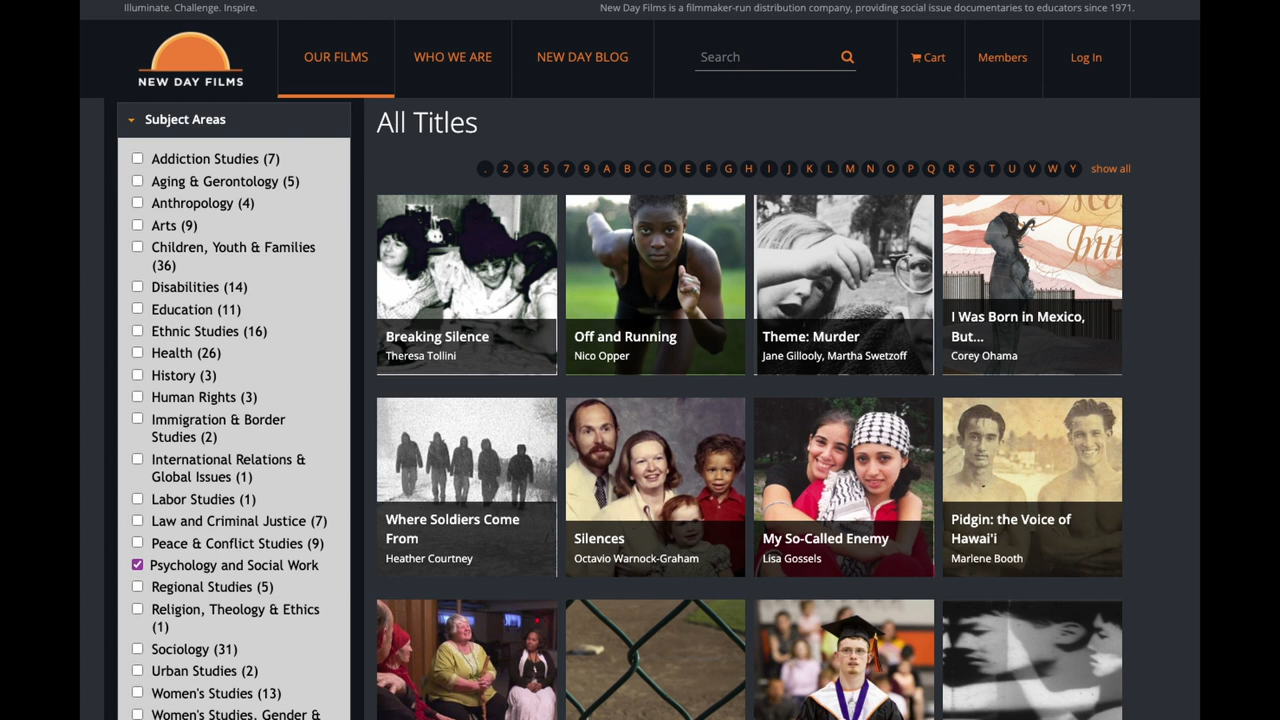 Illuminate. Challenge. Inspire.
New Day Films is a filmmaker-run distribution company, providing social issue documentaries to educators since 1971.
NEW DAY FILMS
OUR FILMS
WHO WE ARE
NEW DAY BLOG
Search
Cart
Members
Log In
Subject Areas
Addiction Studies (7)
Aging & Gerontology (5)
Anthropology (4)
Arts (9)
Children, Youth & Families
(36)
Disabilities (14)
Education (11)
Ethnic Studies (16)
Health (26)
History (3)
Human Rights (3)
Immigration & Border
Studies (2)
International Relations &
Global Issues (1)
Labor Studies (1)
Law and Criminal Justice (7)
Peace & Conflict Studies (9)
Psychology and Social Work
Regional Studies (5)
Religion, Theology & Ethics
(1)
Sociology (31)
Urban Studies (2)
Women's Studies (13)
Women's Studies, Gender &
All Titles
. 2 3 5 7 9 A B C D E F G H I J K L M N O P Q R S T U V W Y show all
Breaking Silence
Theresa Tollini
Off and Running
Nico Opper
Theme: Murder
Jane Gillooly, Martha Swetzoff
I Was Born in Mexico,
But...
Corey Ohama
Where Soldiers Come
From
Heather Courtney
Silences
Octavio Warnock-Graham
My So-Called Enemy
Lisa Gossels
Pidgin: the Voice of
Hawai'i
Marlene Booth